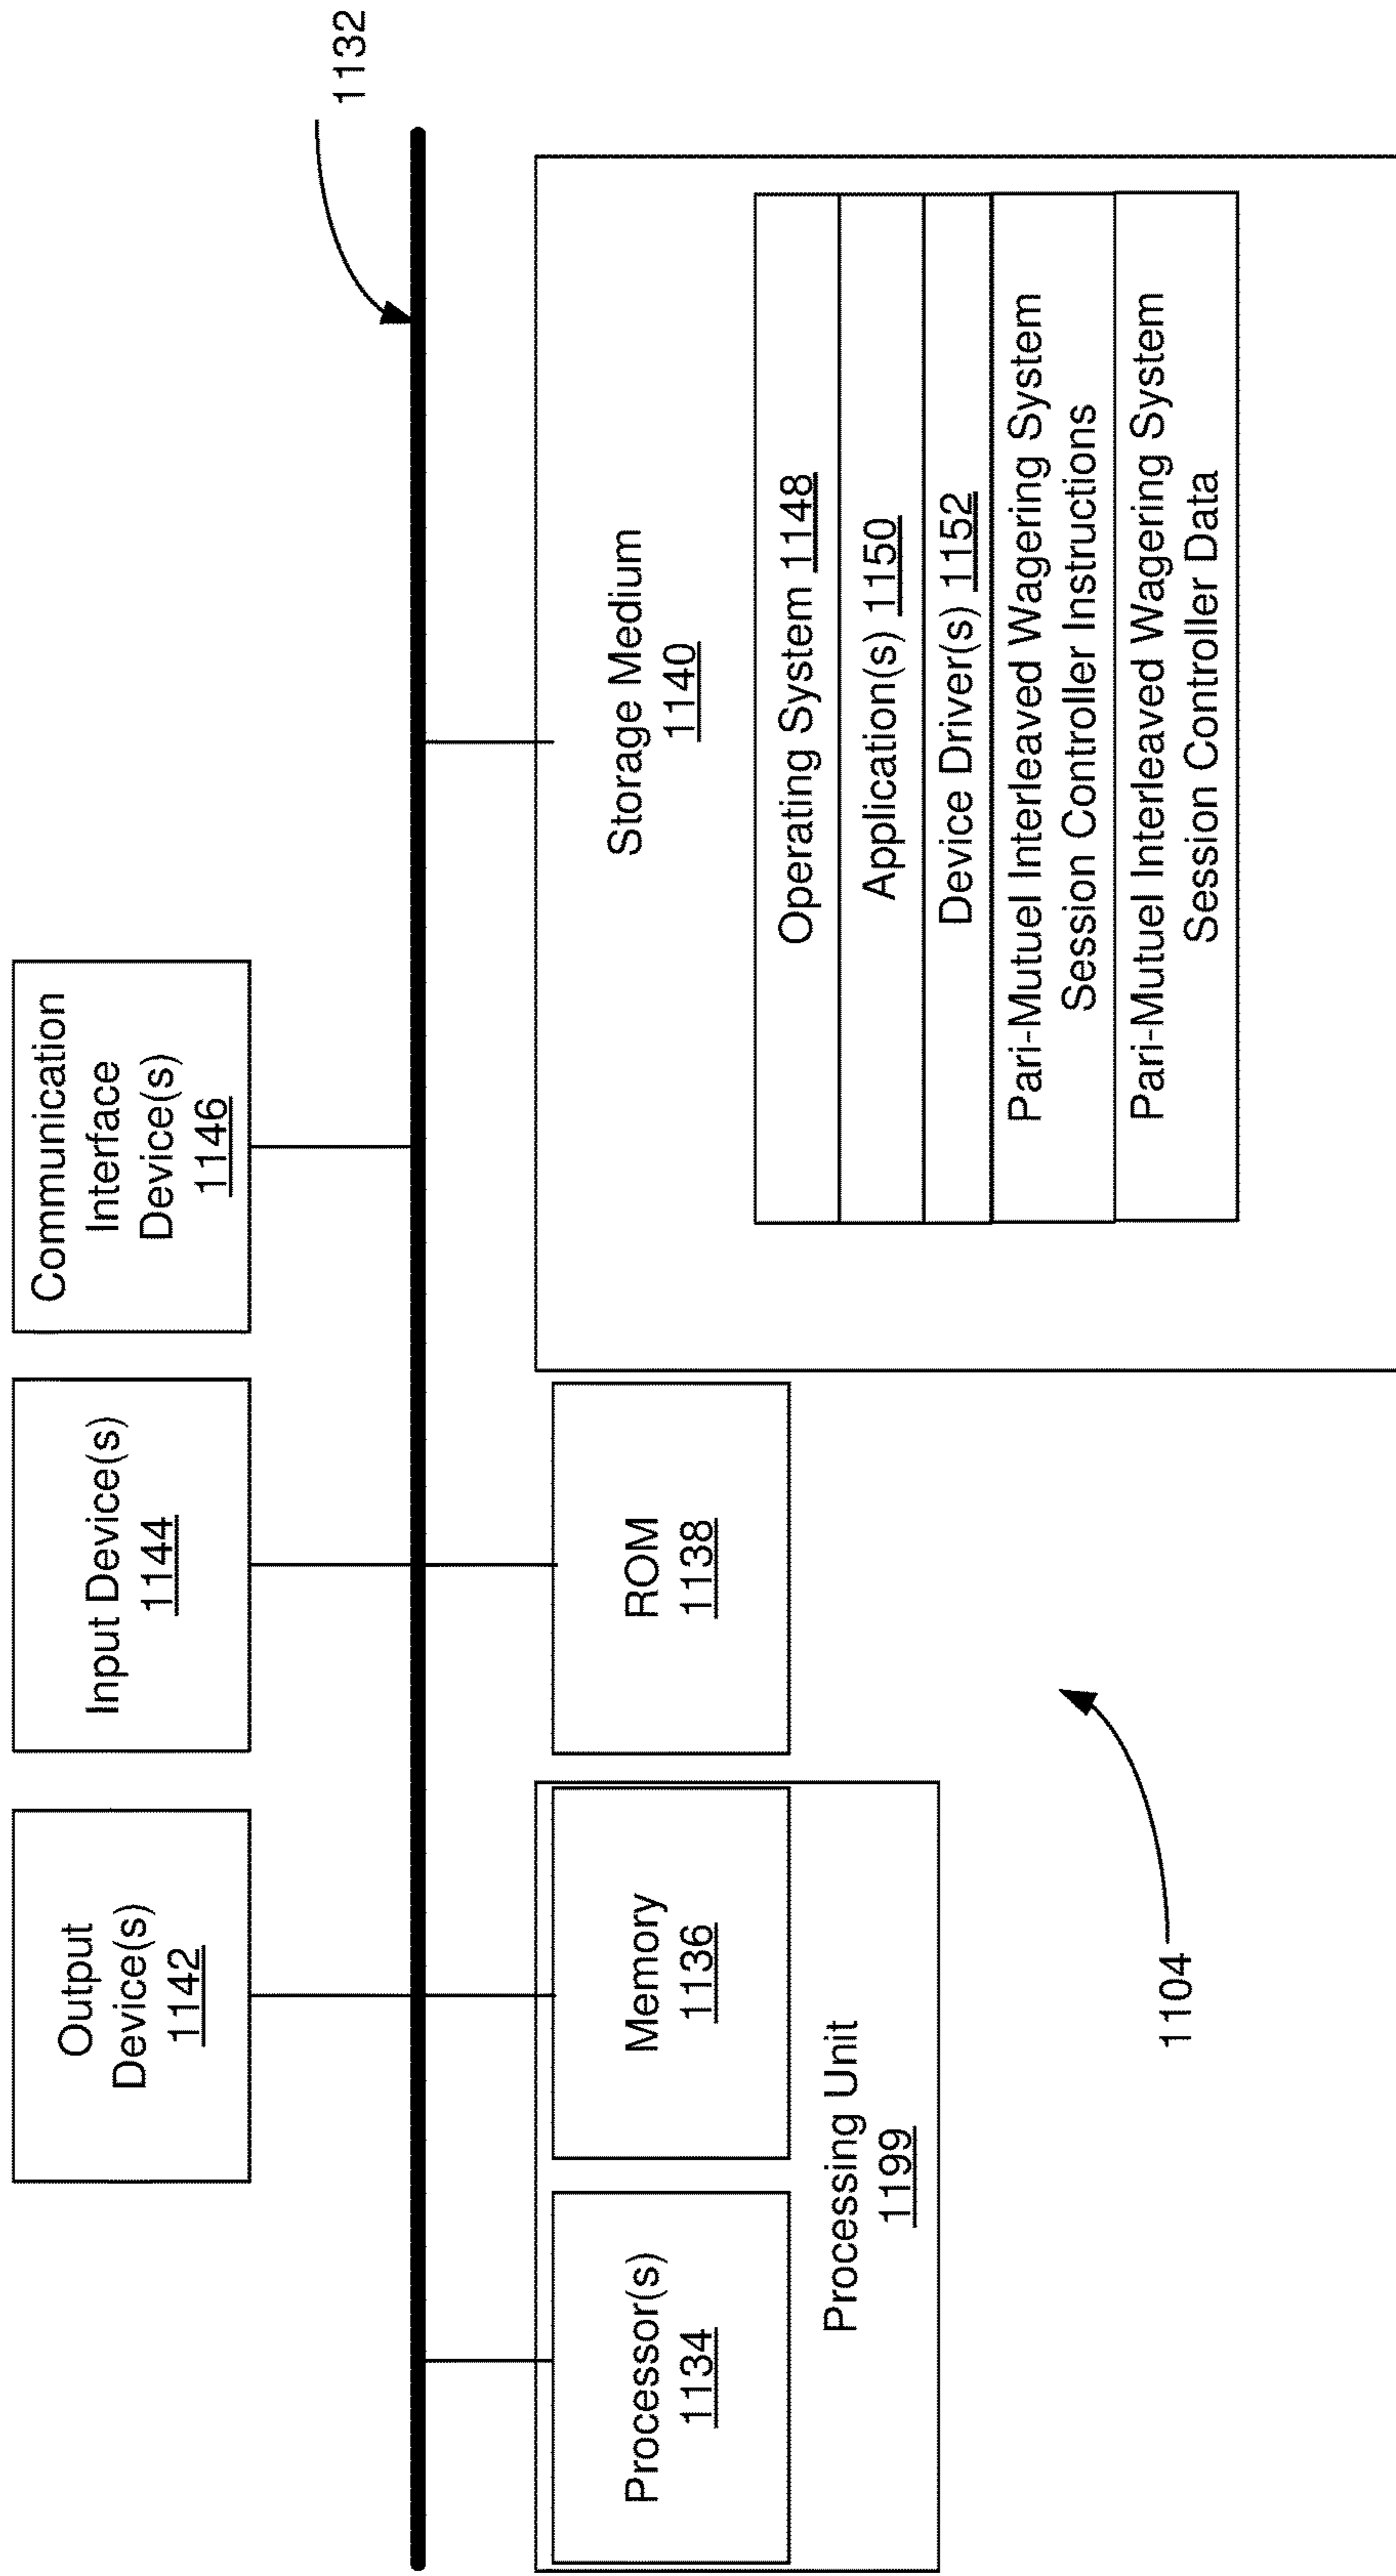 1132
Output
Device(s)
1142
Input Device(s)
1144
Communication
Interface
Device(s)
1146
Processor(s)
1134
Memory
1136
Processing Unit
1199
ROM
1138
Storage Medium
1140
Operating System 1148
Application(s) 1150
Device Driver(s) 1152
Pari-Mutuel Interleaved Wagering System
Session Controller Instructions
Pari-Mutuel Interleaved Wagering System
Session Controller Data
1104